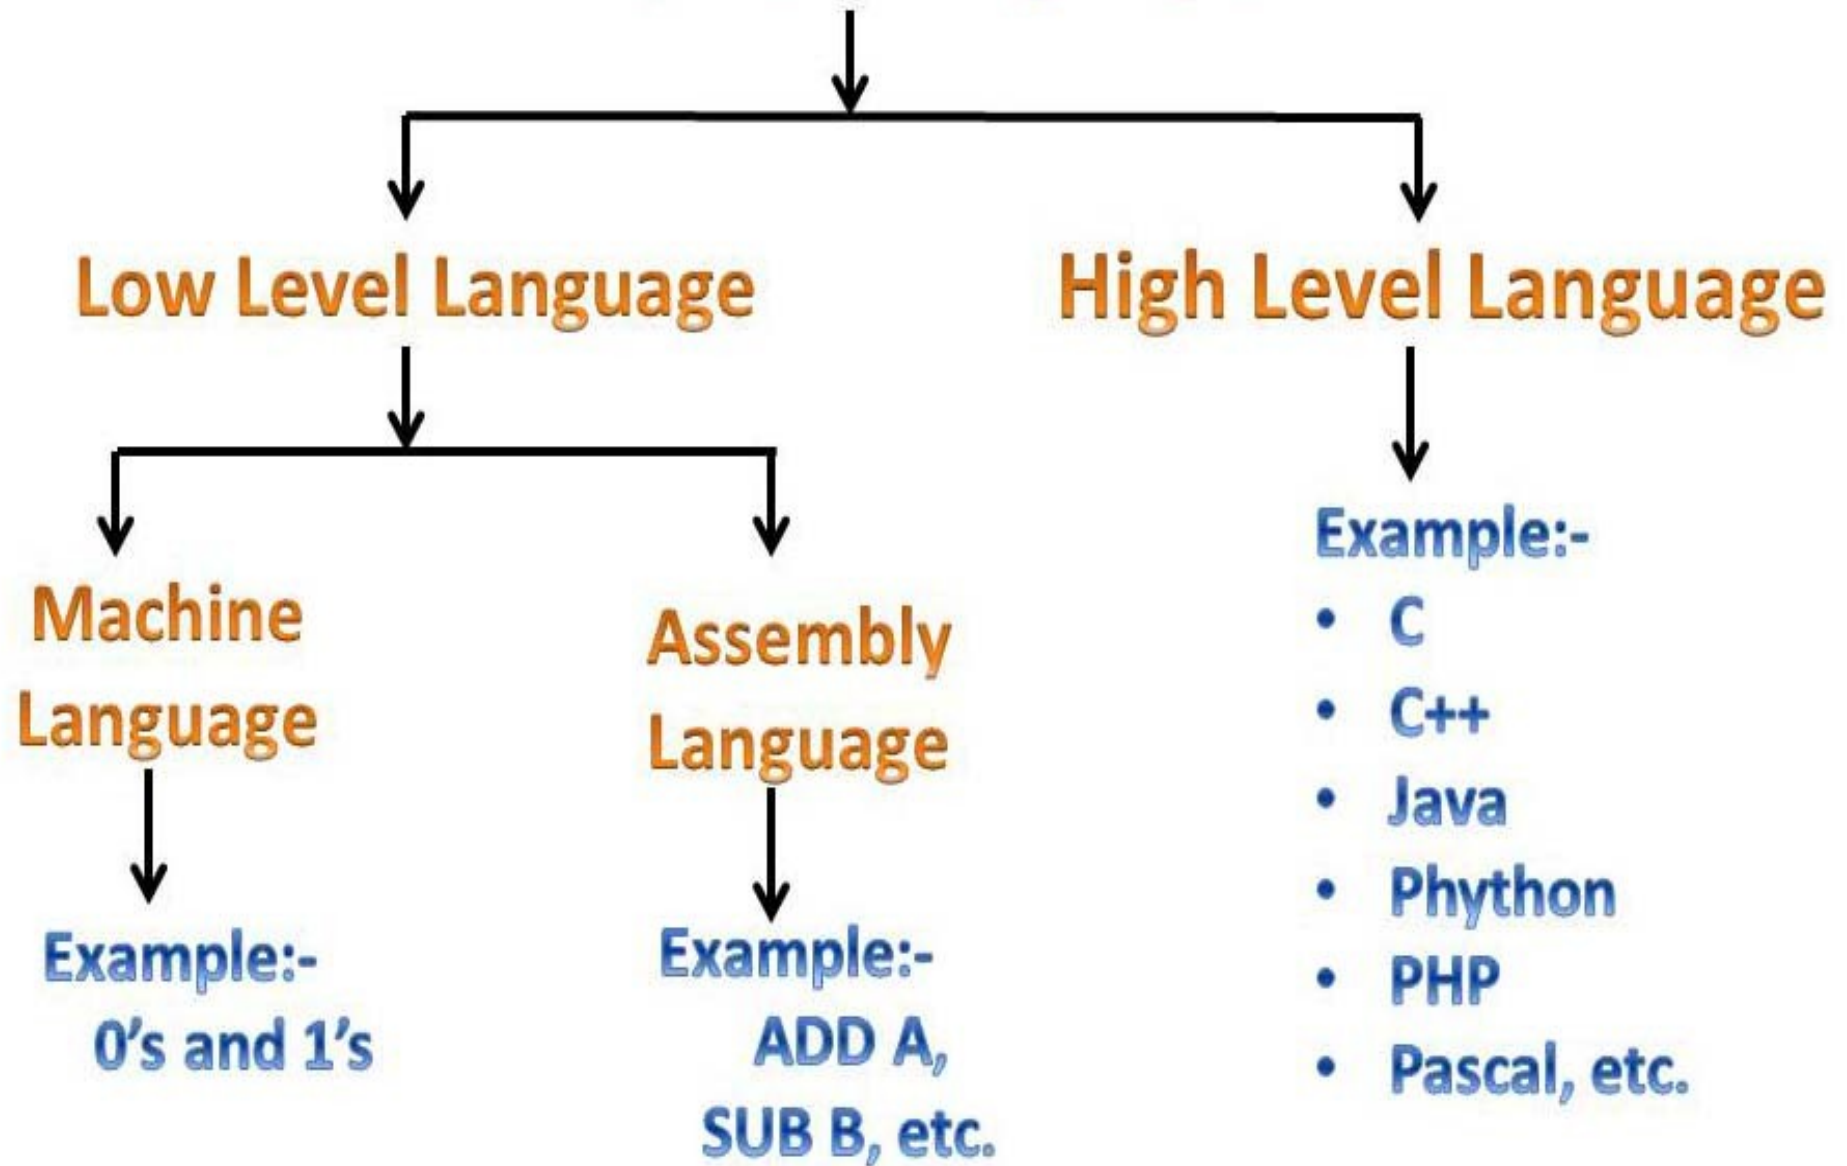 Low Level Language
High Level Language
Machine
Language
Example:-
0's and 1's
Assembly
Language
Example:-
ADD A,
SUB B, etc.
Example:-
• C
• C++
• Java
• Phython
• PHP
• Pascal, etc.